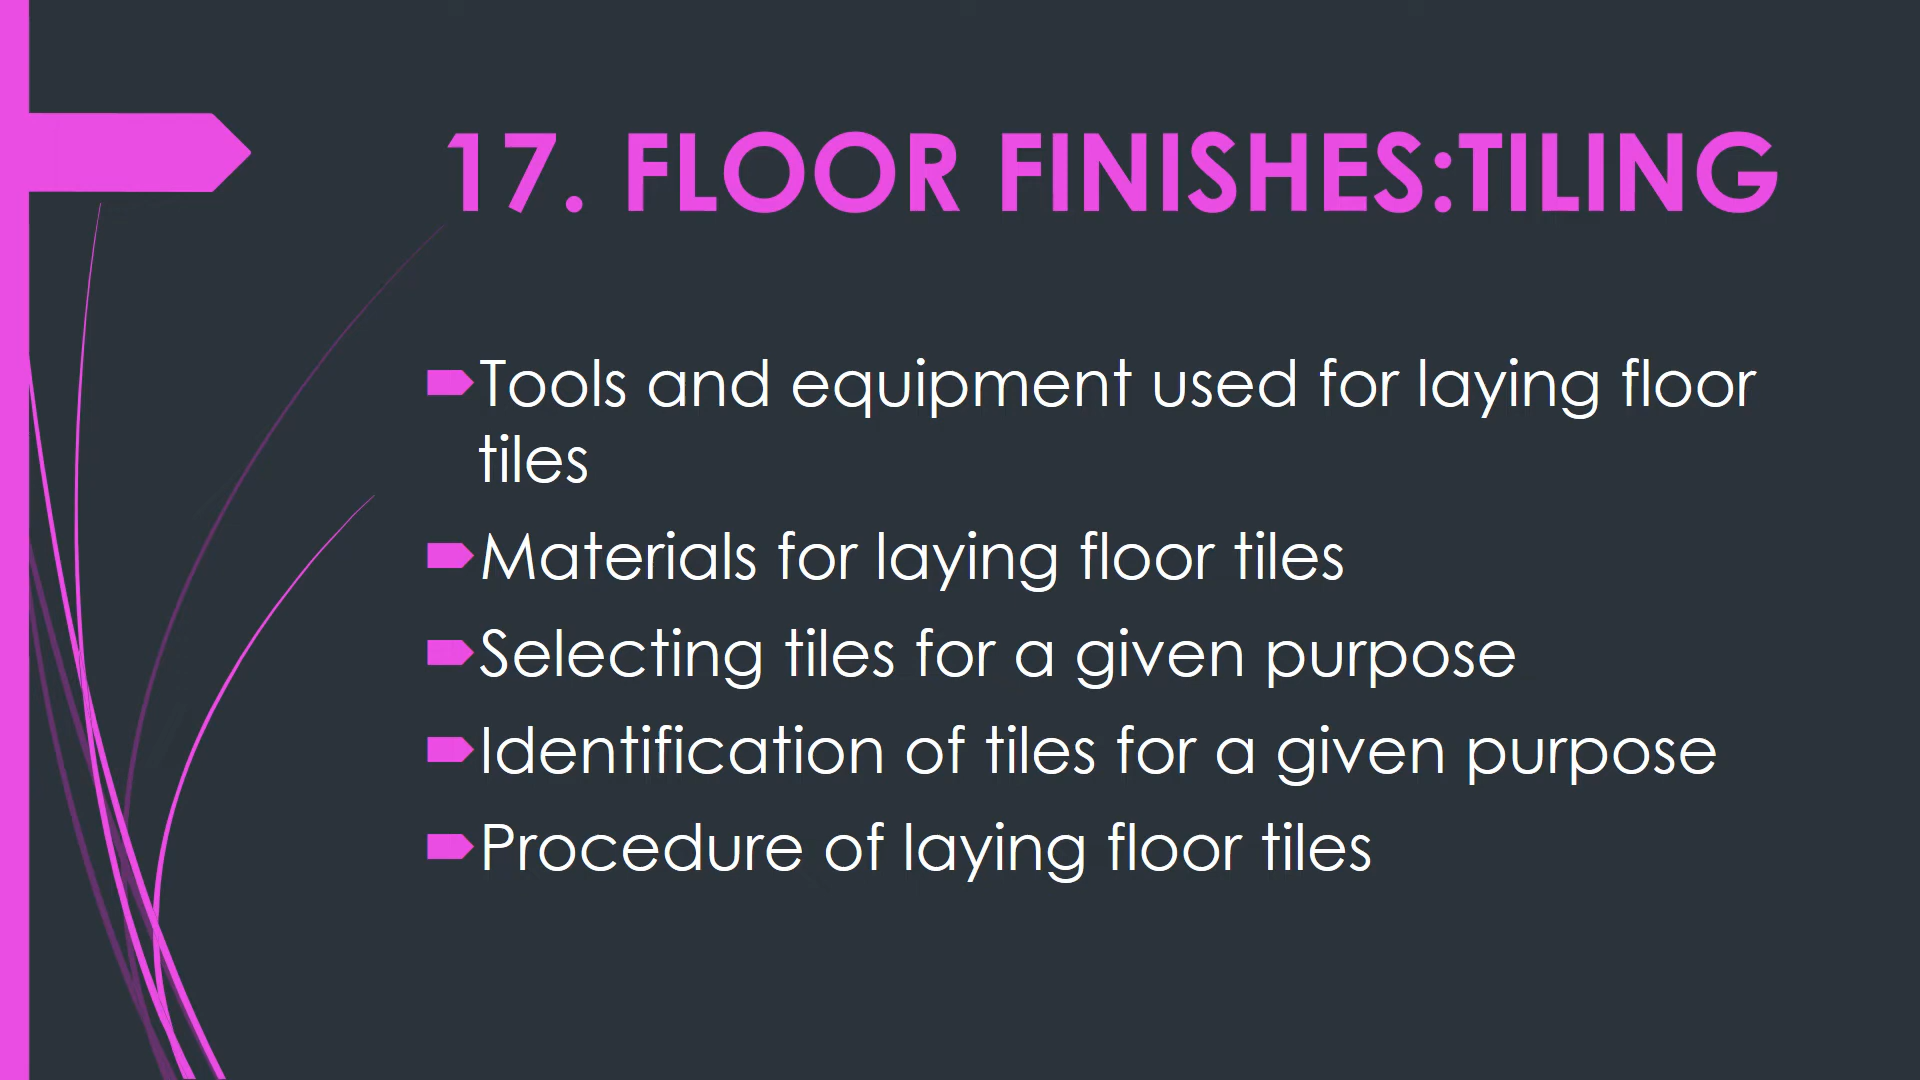 17. FLOOR FINISHES:TILING
Tools and equipment used for laying floor
tiles
Materials for laying floor tiles
Selecting tiles for a given purpose
Identification of tiles for a given purpose
Procedure of laying floor tiles